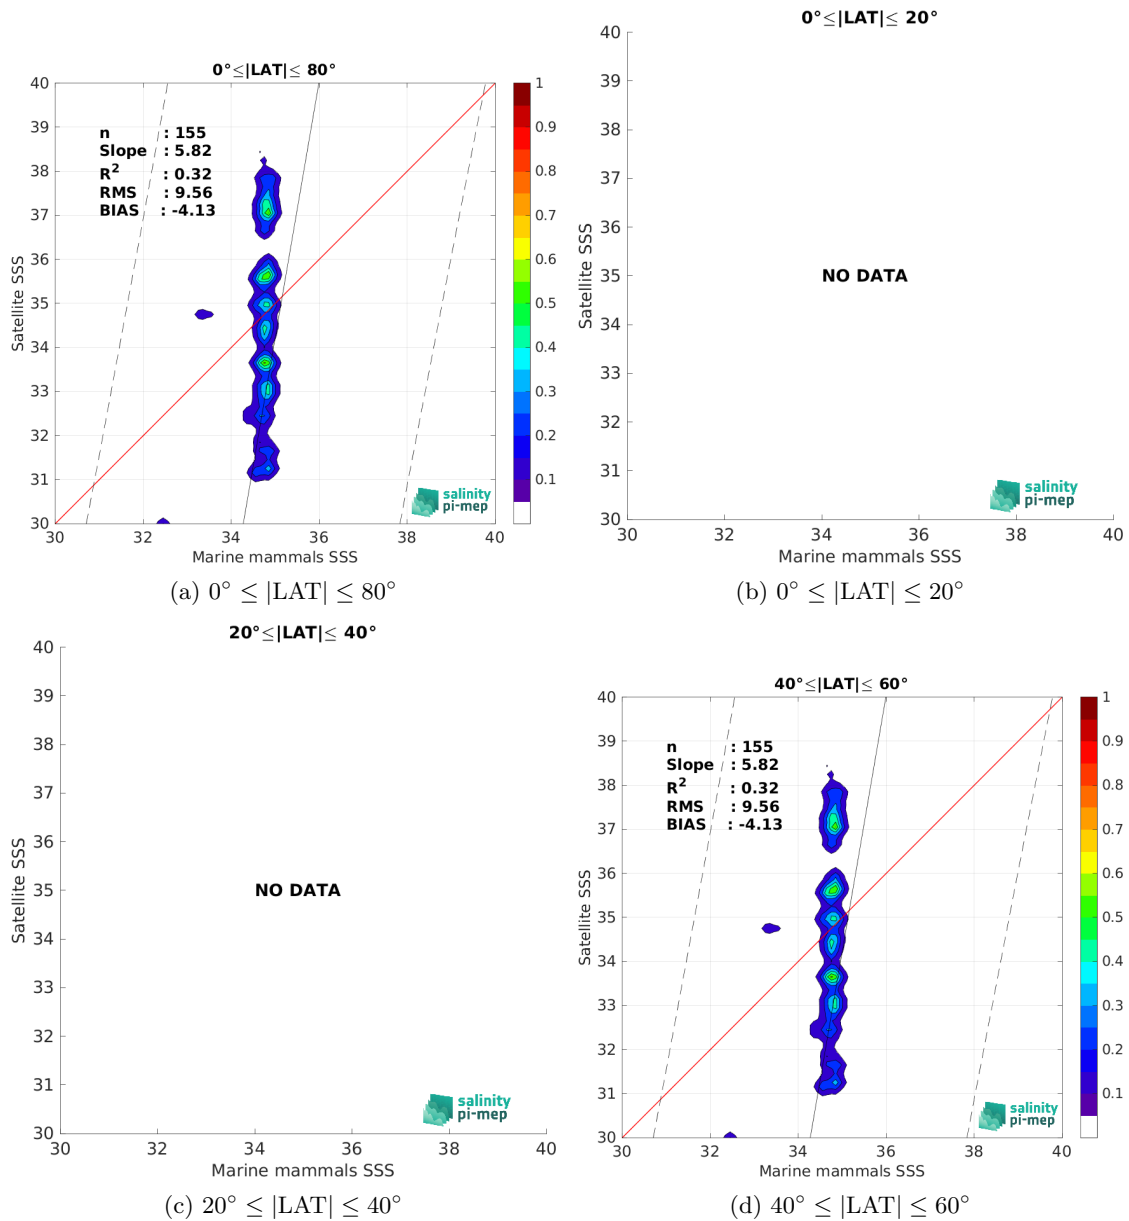 0°≤|LAT|≤ 80°
40
39
38
37
36
35
34
33
32
31
30
Satellite SSS
n : 155
Slope : 5.82
R2 : 0.32
RMS : 9.56
BIAS : -4.13
30 32 34 36 38 40
Marine mammals SSS
1
0.9
0.8
0.7
0.6
0.5
0.4
0.3
0.2
0.1
salinity
pi-mep
(a) 0° ≤ |LAT| ≤ 80°
0°≤|LAT|≤ 20°
40
39
38
37
36
35
34
33
32
31
30
Satellite SSS
NO DATA
30 32 34 36 38 40
Marine mammals SSS
salinity
pi-mep
(b) 0° ≤ |LAT| ≤ 20°
20°≤|LAT|≤ 40°
40
39
38
37
36
35
34
33
32
31
30
Satellite SSS
NO DATA
30 32 34 36 38 40
Marine mammals SSS
salinity
pi-mep
(c) 20° ≤ |LAT| ≤ 40°
40°≤|LAT|≤ 60°
40
39
38
37
36
35
34
33
32
31
30
Satellite SSS
n : 155
Slope : 5.82
R2 : 0.32
RMS : 9.56
BIAS : -4.13
30 32 34 36 38 40
Marine mammals SSS
1
0.9
0.8
0.7
0.6
0.5
0.4
0.3
0.2
0.1
salinity
pi-mep
(d) 40° ≤ |LAT| ≤ 60°